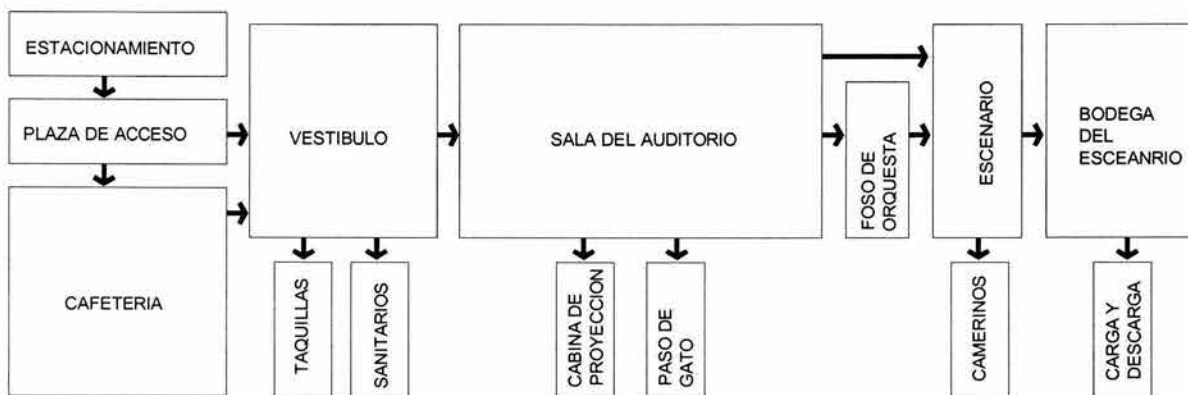 ESTACIONAMIENTO
PLAZA DE ACCESO
CAFETERIA
VESTIBULO
TAQUILLAS
SANITARIOS
SALA DEL AUDITORIO
CABINA DE
PROYECCION
PASO DE
GATO
FOSO DE
ORQUESTA
ESCENARIO
CAMERINOS
BODEGA
DEL
ESCEANRIO
CARGA Y
DESCARGA